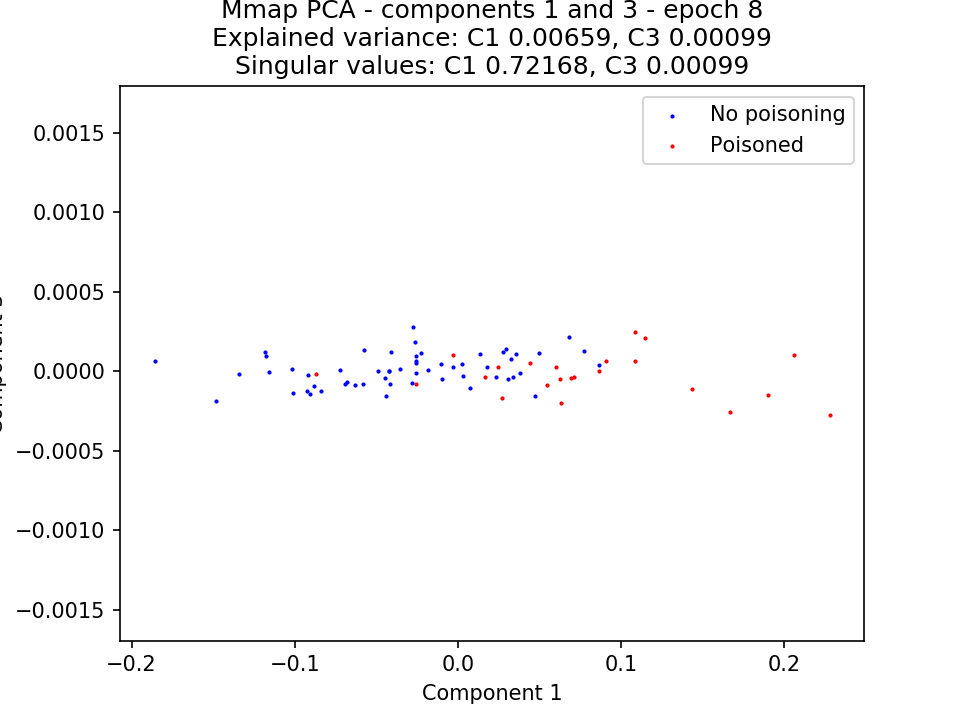 Mmap PCA - components 1 and 3 - epoch 8
Explained variance: C1 0.00659, C3 0.00099
Singular values: C1 0.72168, C3 0.00099
No poisoning
Poisoned
0.0015
0.0010
0.0005
0.0000
−0.0005
−0.0010
−0.0015
−0.2
−0.1
0.0
0.1
0.2
Component 1